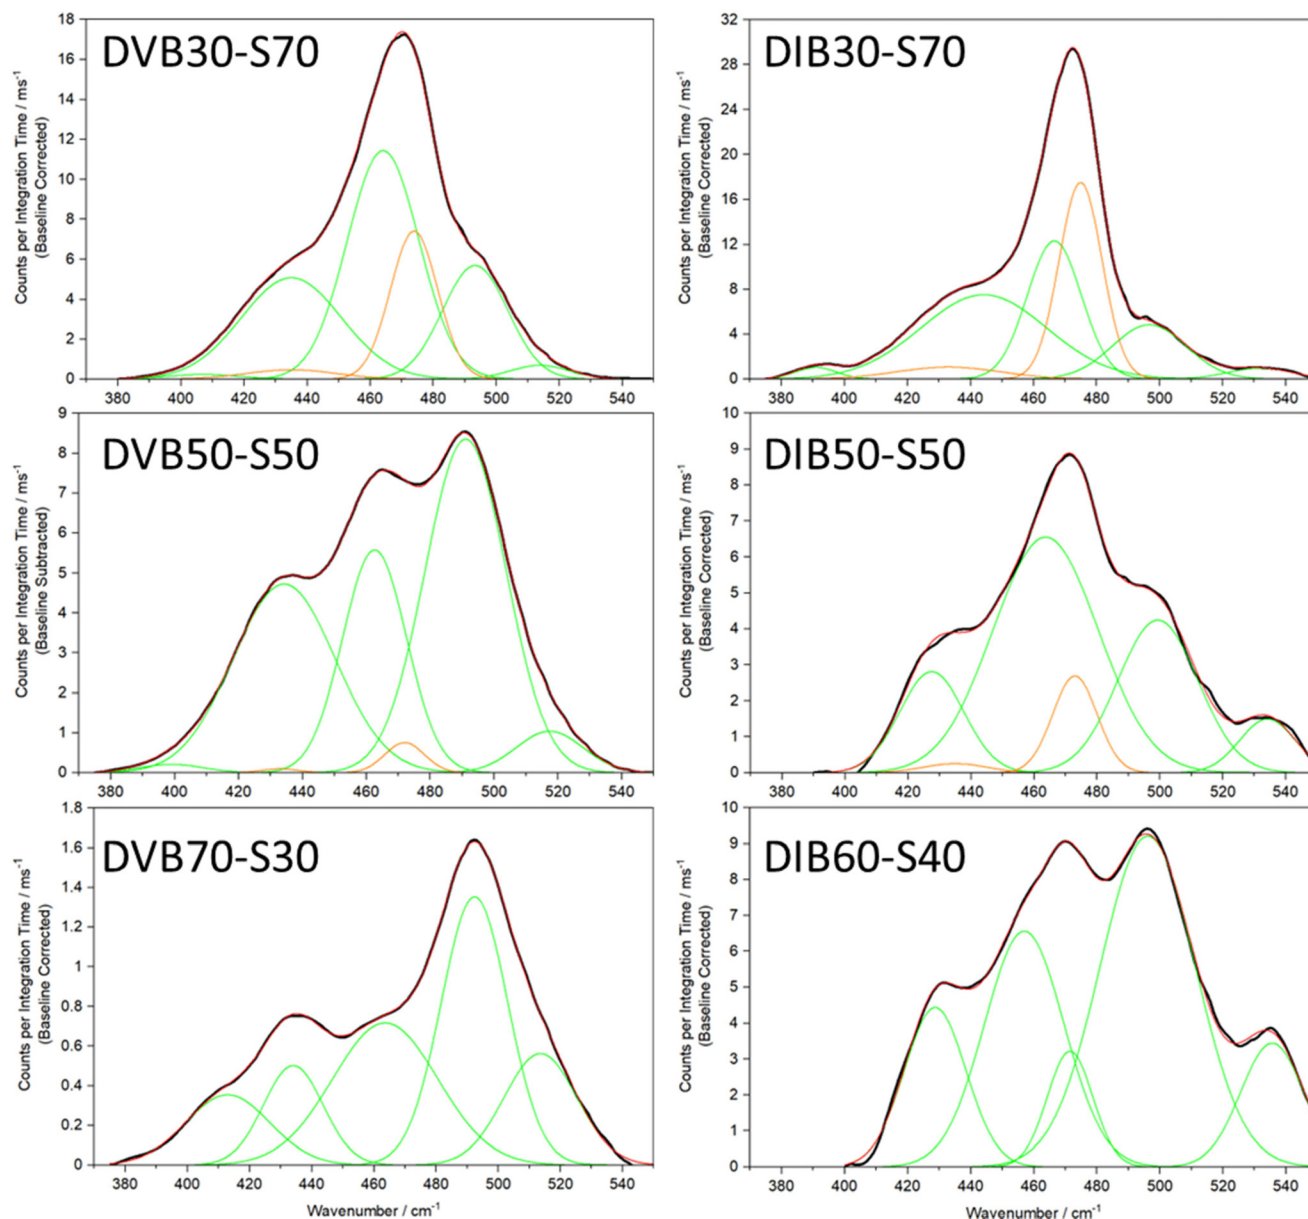 DVB30-S70
Counts per Integration Time / ms-1
(Baseline Corrected)
18
16
14
12
10
8
6
4
2
0
380 400 420 440 460 480 500 520 540
DIB30-S70
Counts per Integration Time / ms-1
(Baseline Corrected)
32
28
24
20
16
12
8
4
0
380 400 420 440 460 480 500 520 540
DVB50-S50
Counts per Integration Time / ms-1
(Baseline Subtracted)
9
8
7
6
5
4
3
2
1
0
380 400 420 440 460 480 500 520 540
DIB50-S50
Counts per Integration Time / ms-1
(Baseline Corrected)
10
9
8
7
6
5
4
3
2
1
0
380 400 420 440 460 480 500 520 540
DVB70-S30
Counts per Integration Time / ms-1
(Baseline Corrected)
1.8
1.6
1.4
1.2
1
0.8
0.6
0.4
0.2
0
380 400 420 440 460 480 500 520 540
Wavenumber / cm-1
DIB60-S40
Counts per Integration Time / ms-1
(Baseline Corrected)
10
9
8
7
6
5
4
3
2
1
0
380 400 420 440 460 480 500 520 540
Wavenumber / cm-1